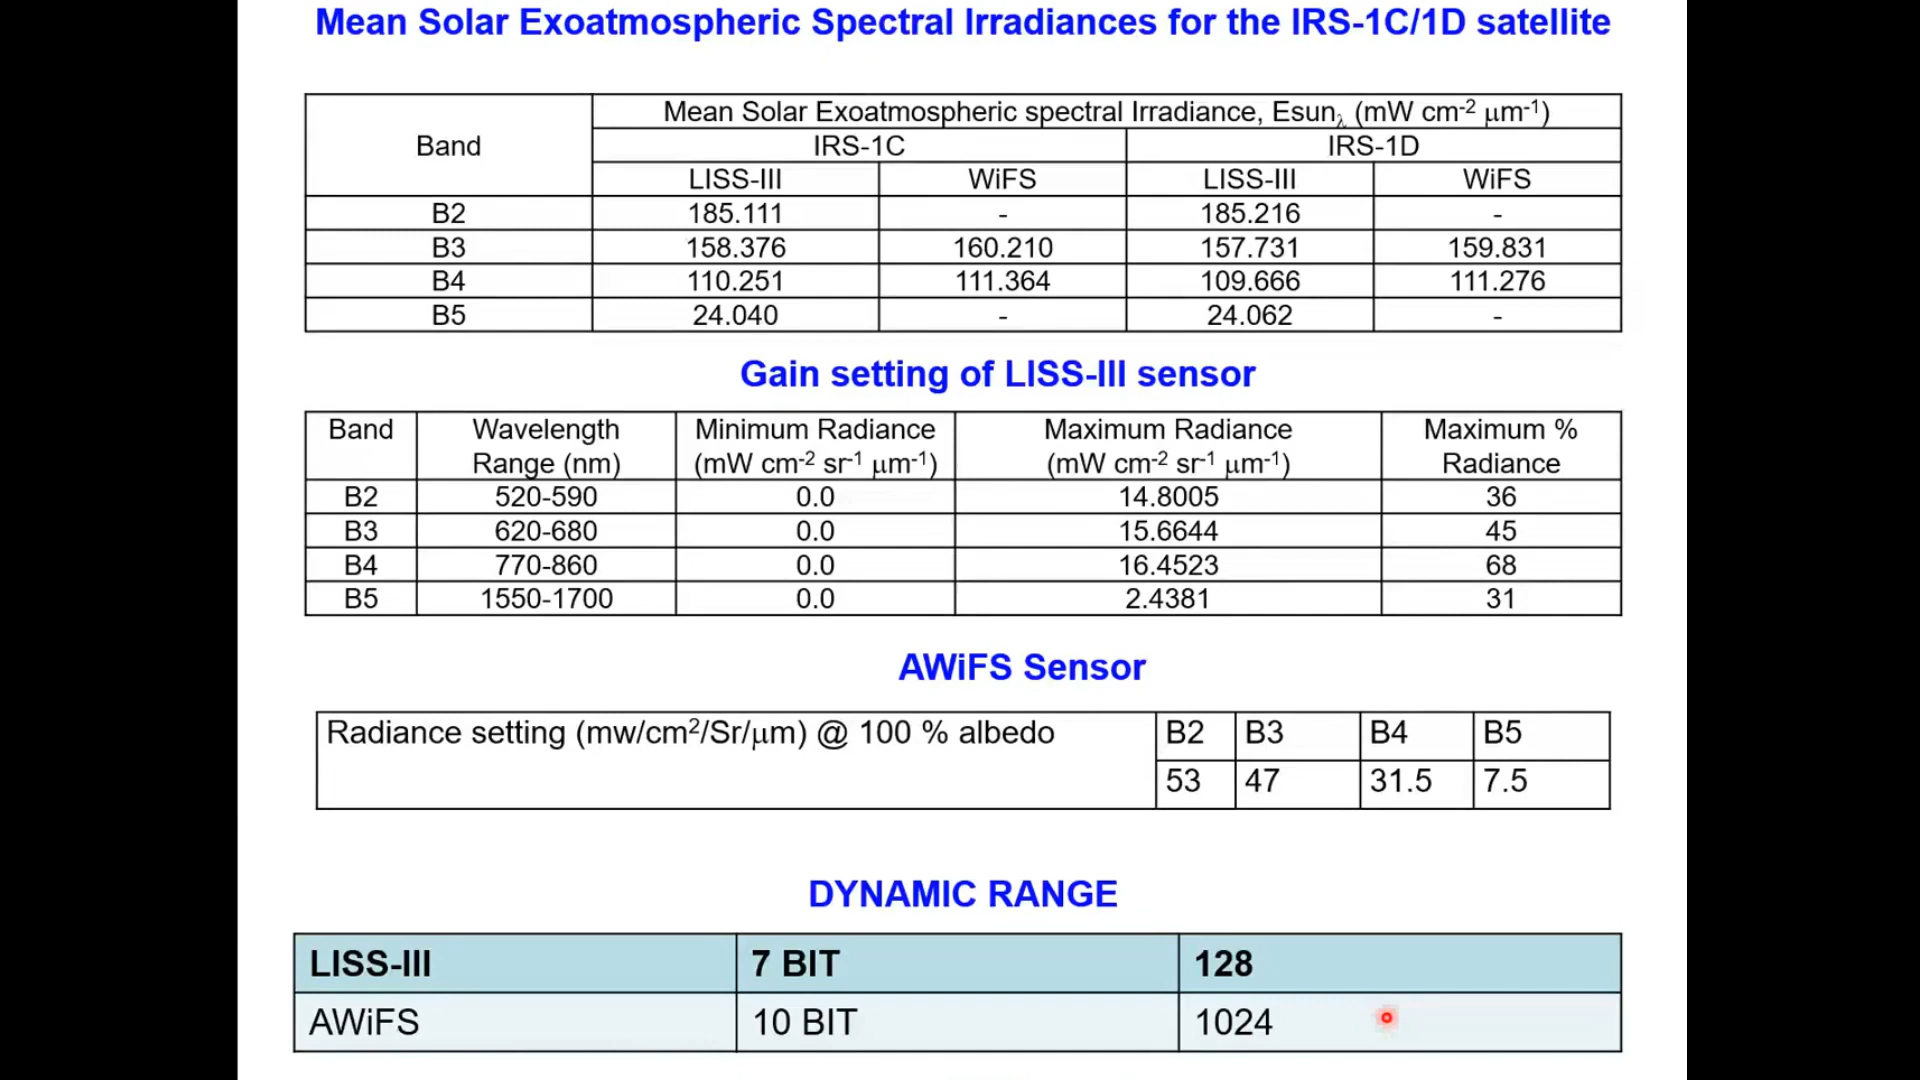 Mean Solar Exoatmospheric Spectral Irradiances for the IRS-1C/1D satellite
Band
Mean Solar Exoatmospheric spectral Irradiance, Esunλ (mW cm-2 μm-1)
IRS-1C IRS-1D
LISS-III WiFS LISS-III WiFS
B2 185.111 - 185.216 -
B3 158.376 160.210 157.731 159.831
B4 110.251 111.364 109.666 111.276
B5 24.040 - 24.062 -
Gain setting of LISS-III sensor
Band Wavelength Minimum Radiance Maximum Radiance Maximum %
Range (nm) (mW cm-2 sr-1 μm-1) (mW cm-2 sr-1 μm-1) Radiance
B2 520-590 0.0 14.8005 36
B3 620-680 0.0 15.6644 45
B4 770-860 0.0 16.4523 68
B5 1550-1700 0.0 2.4381 31
AWiFS Sensor
Radiance setting (mw/cm2/Sr/μm) @ 100 % albedo B2 B3 B4 B5
53 47 31.5 7.5
DYNAMIC RANGE
LISS-III 7 BIT 128
AWiFS 10 BIT 1024